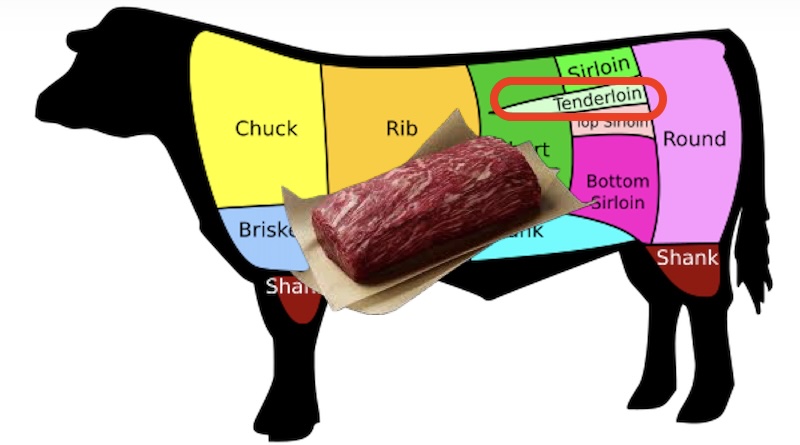 Chuck
Rib
Sirloin
Tenderloin
Top Sirloin
Round
Bottom
Sirloin
Shank